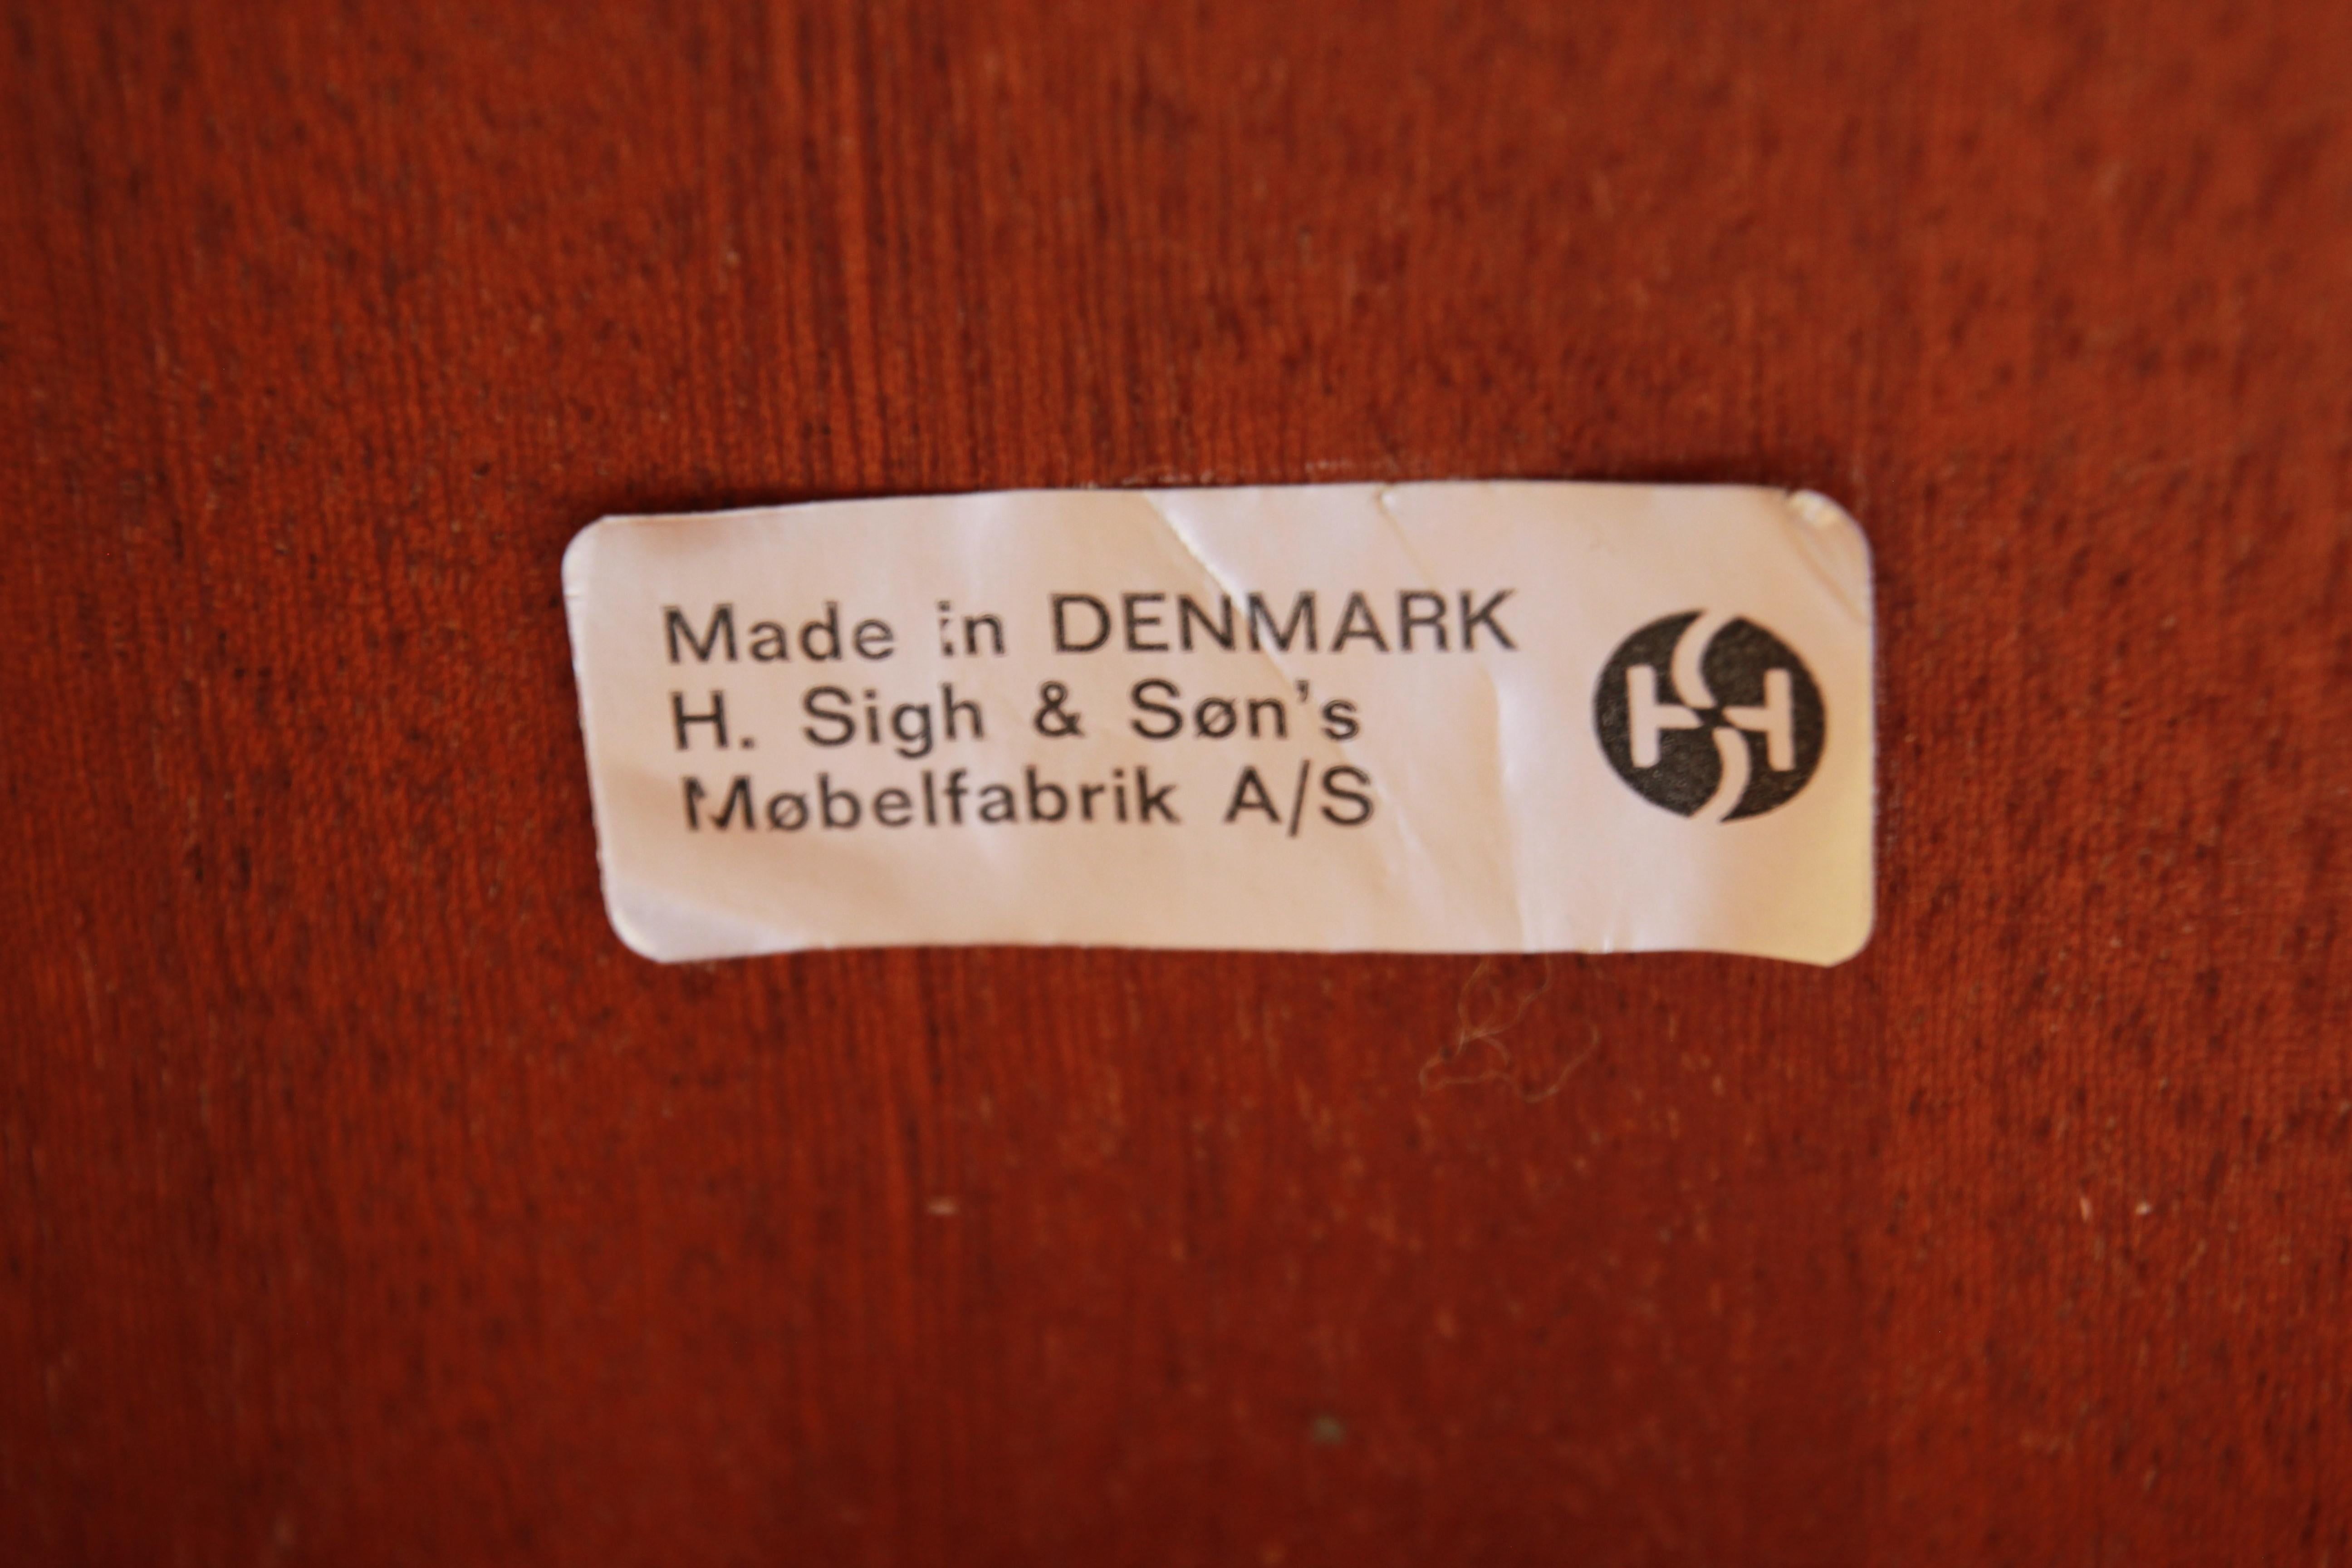 Made in DENMARK
H. Sigh & Søn's
Møbelfabrik A/S